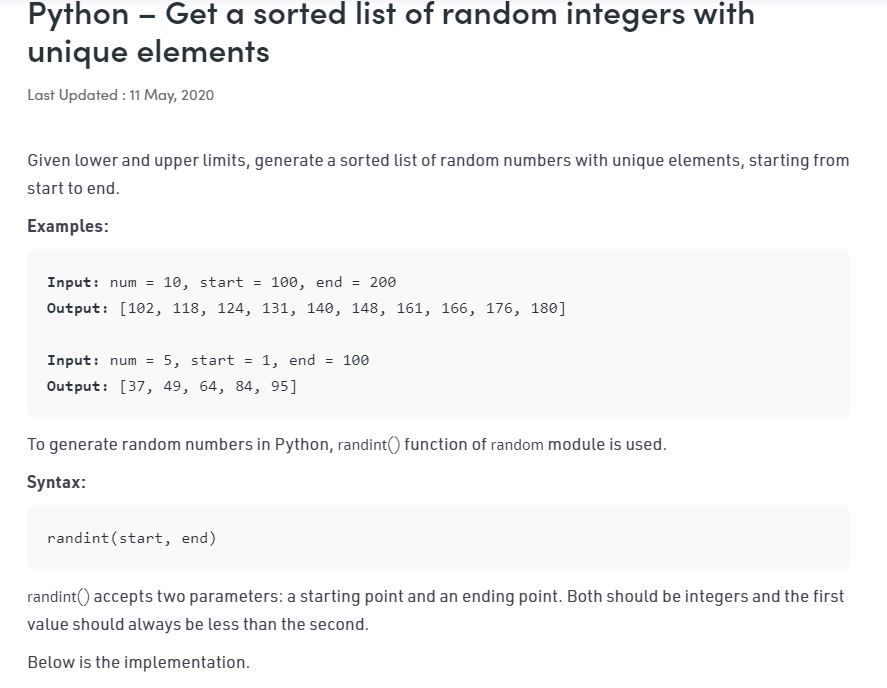 Python – Get a sorted list of random integers with
unique elements
Last Updated : 11 May, 2020
Given lower and upper limits, generate a sorted list of random numbers with unique elements, starting from
start to end.
Examples:
Input: num = 10, start = 100, end = 200
Output: [102, 118, 124, 131, 140, 148, 161, 166, 176, 180]
Input: num = 5, start = 1, end = 100
Output: [37, 49, 64, 84, 95]
To generate random numbers in Python, randint() function of random module is used.
Syntax:
randint(start, end)
randint() accepts two parameters: a starting point and an ending point. Both should be integers and the first
value should always be less than the second.
Below is the implementation.